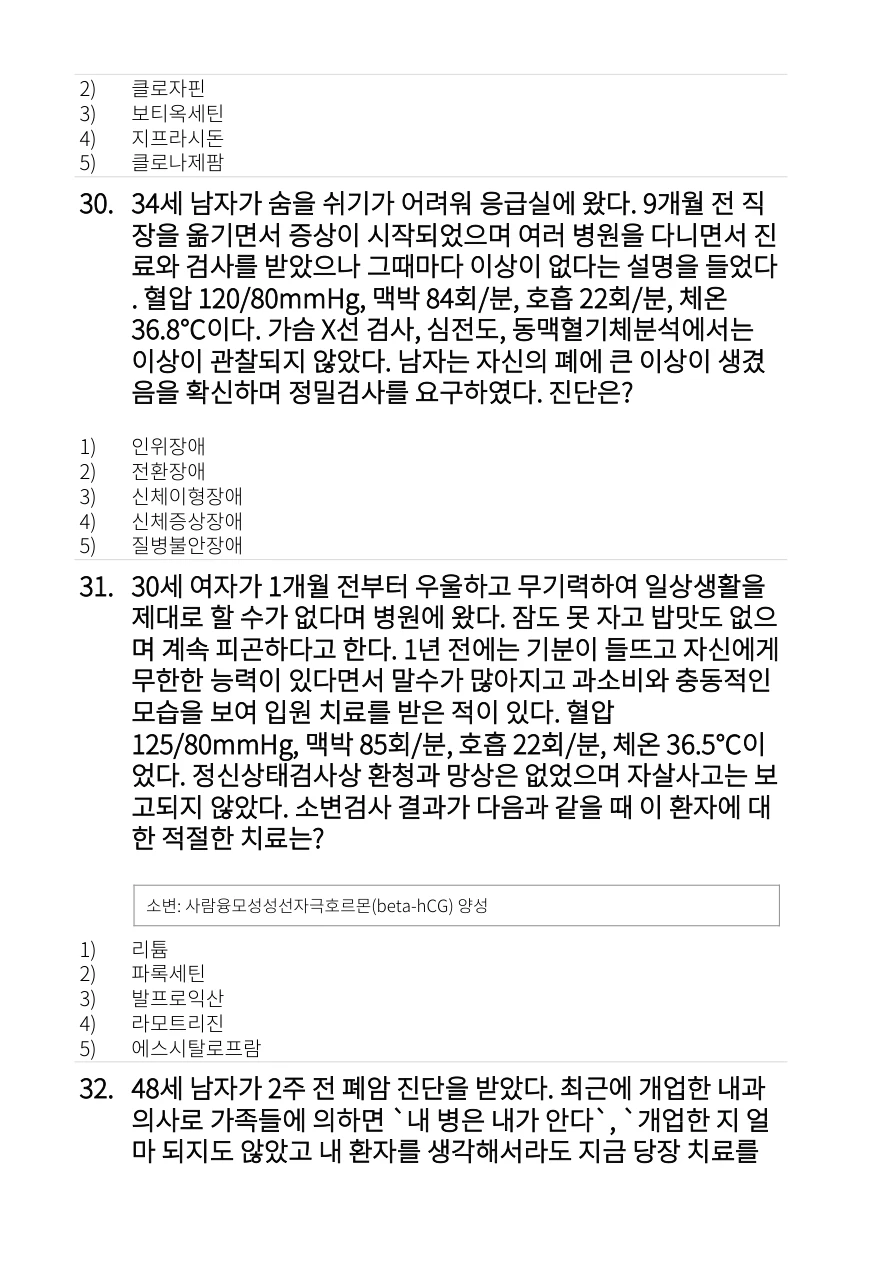 2) 클로자핀
3) 보티옥세틴
4) 지프라시돈
5) 클로나제팜
30. 34세 남자가 숨을 쉬기가 어려워 응급실에 왔다. 9개월 전 직
장을 옮기면서 증상이 시작되었으며 여러 병원을 다니면서 진
료와 검사를 받았으나 그때마다 이상이 없다는 설명을 들었다
. 혈압 120/80mmHg, 맥박 84회/분, 호흡 22회/분, 체온
36.8℃이다. 가슴 X선 검사, 심전도, 동맥혈기체분석에서는
이상이 관찰되지 않았다. 남자는 자신의 폐에 큰 이상이 생겼
음을 확신하며 정밀검사를 요구하였다. 진단은?
1) 인위장애
2) 전환장애
3) 신체이형장애
4) 신체증상장애
5) 질병불안장애
31. 30세 여자가 1개월 전부터 우울하고 무기력하여 일상생활을
제대로 할 수가 없다며 병원에 왔다. 잠도 못 자고 밥맛도 없으
며 계속 피곤하다고 한다. 1년 전에는 기분이 들뜨고 자신에게
무한한 능력이 있다면서 말수가 많아지고 과소비와 충동적인
모습을 보여 입원 치료를 받은 적이 있다. 혈압
125/80mmHg, 맥박 85회/분, 호흡 22회/분, 체온 36.5℃이
었다. 정신상태검사상 환청과 망상은 없었으며 자살사고는 보
고되지 않았다. 소변검사 결과가 다음과 같을 때 이 환자에 대
한 적절한 치료는?
소변: 사람융모성성선자극호르몬(beta-hCG) 양성
1) 리튬
2) 파록세틴
3) 발프로익산
4) 라모트리진
5) 에스시탈로프람
32. 48세 남자가 2주 전 폐암 진단을 받았다. 최근에 개업한 내과
의사로 가족들에 의하면 `내 병은 내가 안다`, `개업한 지 얼
마 되지도 않았고 내 환자를 생각해서라도 지금 당장 치료를